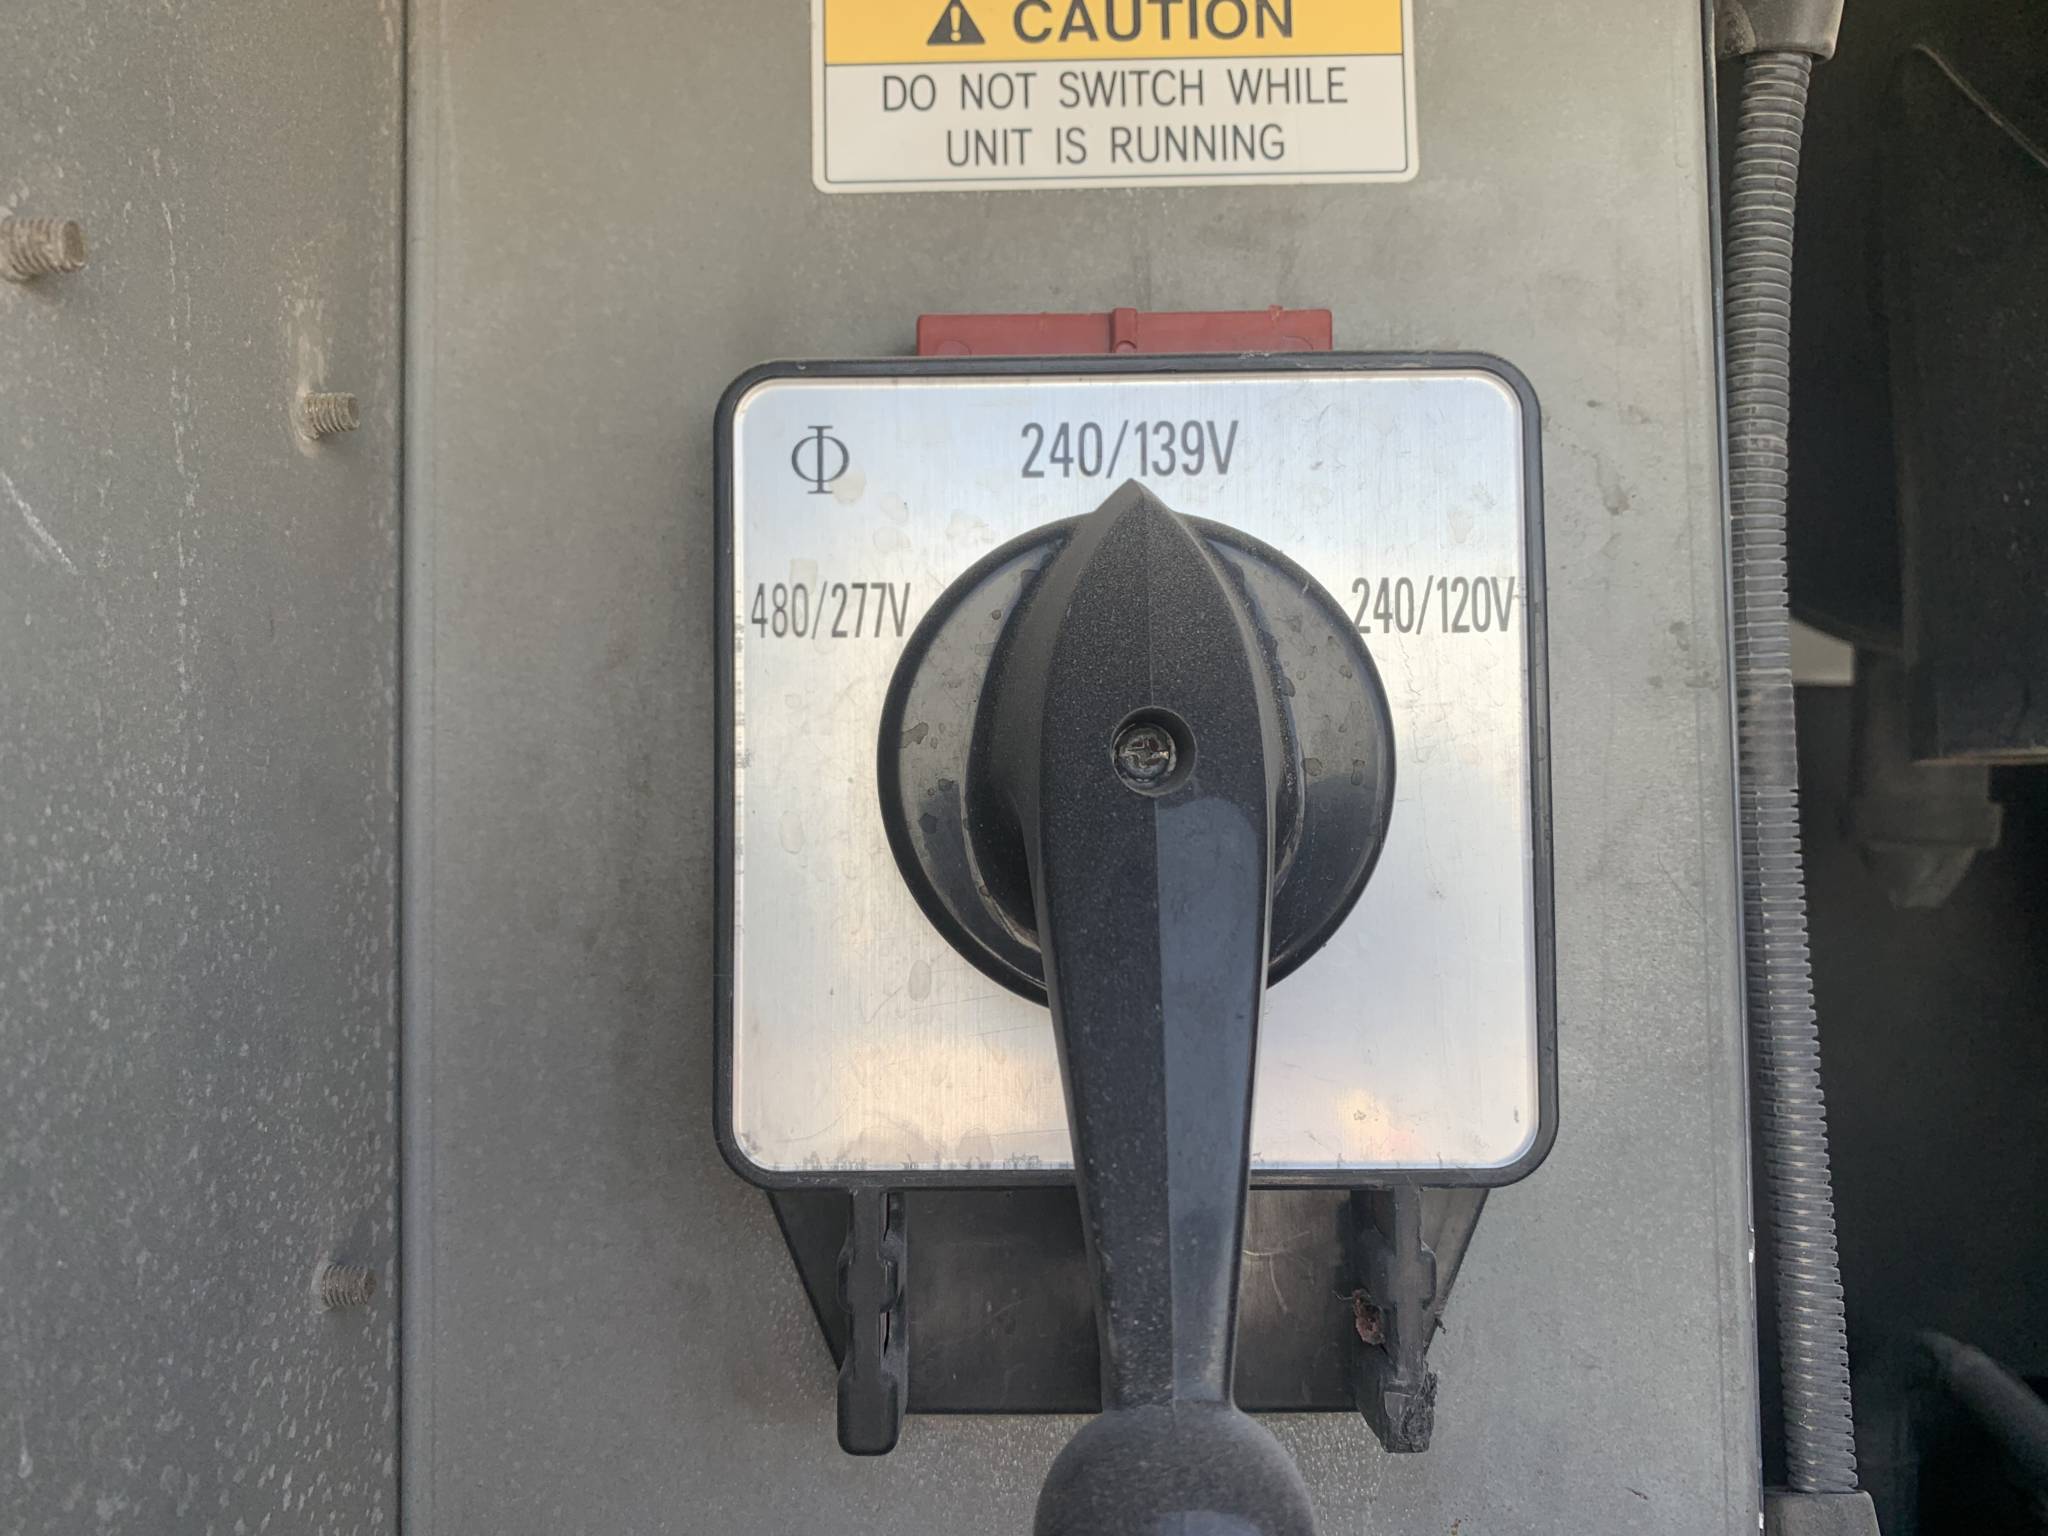 CAUTION
DO NOT SWITCH WHILE
UNIT IS RUNNING
Φ
240/139V
480/277V
240/120V